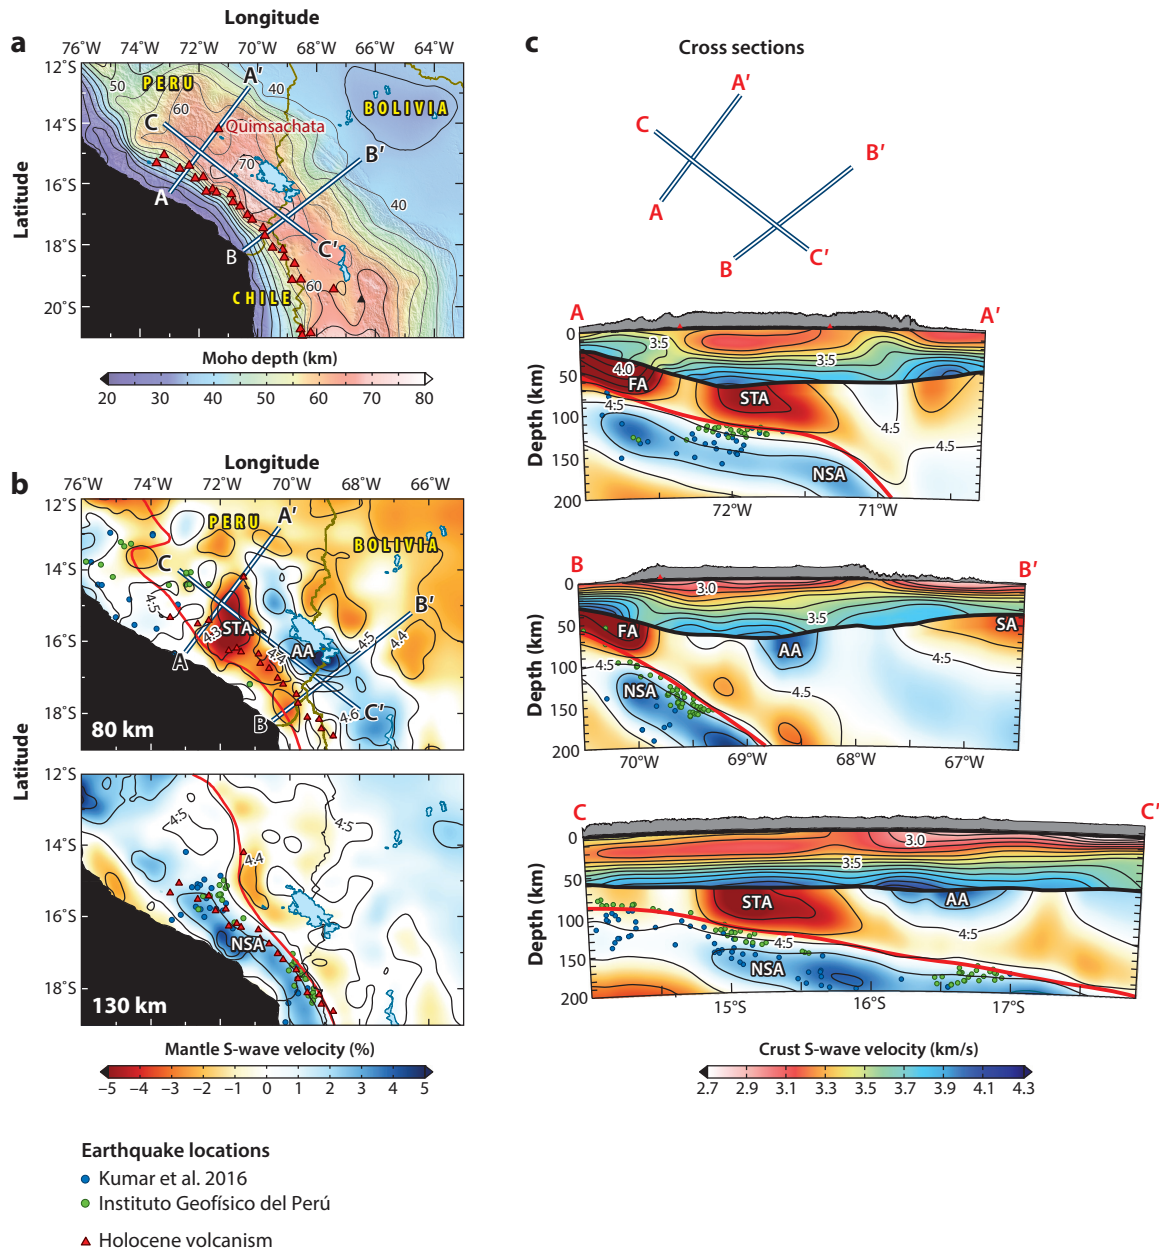 Longitude
a
76°W 74°W 72°W 70°W 68°W 66°W 64°W
12°S
14°S
16°S
18°S
20°S
Latitude
50
PERU
A′
40
60
BOLIVIA
C
Quimsachata
B′
70
A
40
C′
B
60
CHILE
Moho depth (km)
20 30 40 50 60 70 80
Longitude
b
76°W 74°W 72°W 70°W 68°W 66°W
12°S
14°S
16°S
18°S
Latitude
PERU
A′
BOLIVIA
C
4.5
B′
4.3
STA
4.5
4.4
4.4
AA
A
B
4.6
C′
80 km
12°S
14°S
16°S
18°S
4.5
4.5
4.4
NSA
130 km
Mantle S-wave velocity (%)
−5 −4 −3 −2 −1 0 1 2 3 4 5
Earthquake locations
Kumar et al. 2016
Instituto Geofísico del Perú
Holocene volcanism
c
Cross sections
A′
C
B′
A
B
C′
A
A′
0
50
100
150
200
Depth (km)
3.5
3.5
4.0
FA
STA
4.5
4.5
4.5
NSA
72°W 71°W
B
B′
0
50
100
150
200
Depth (km)
3.0
3.5
FA
SA
AA
4.5
4.5
4.5
NSA
70°W 69°W 68°W 67°W
C
C′
0
50
100
150
200
Depth (km)
3.0
3.5
STA
AA
4.5
4.5
NSA
15°S 16°S 17°S
Crust S-wave velocity (km/s)
2.7 2.9 3.1 3.3 3.5 3.7 3.9 4.1 4.3